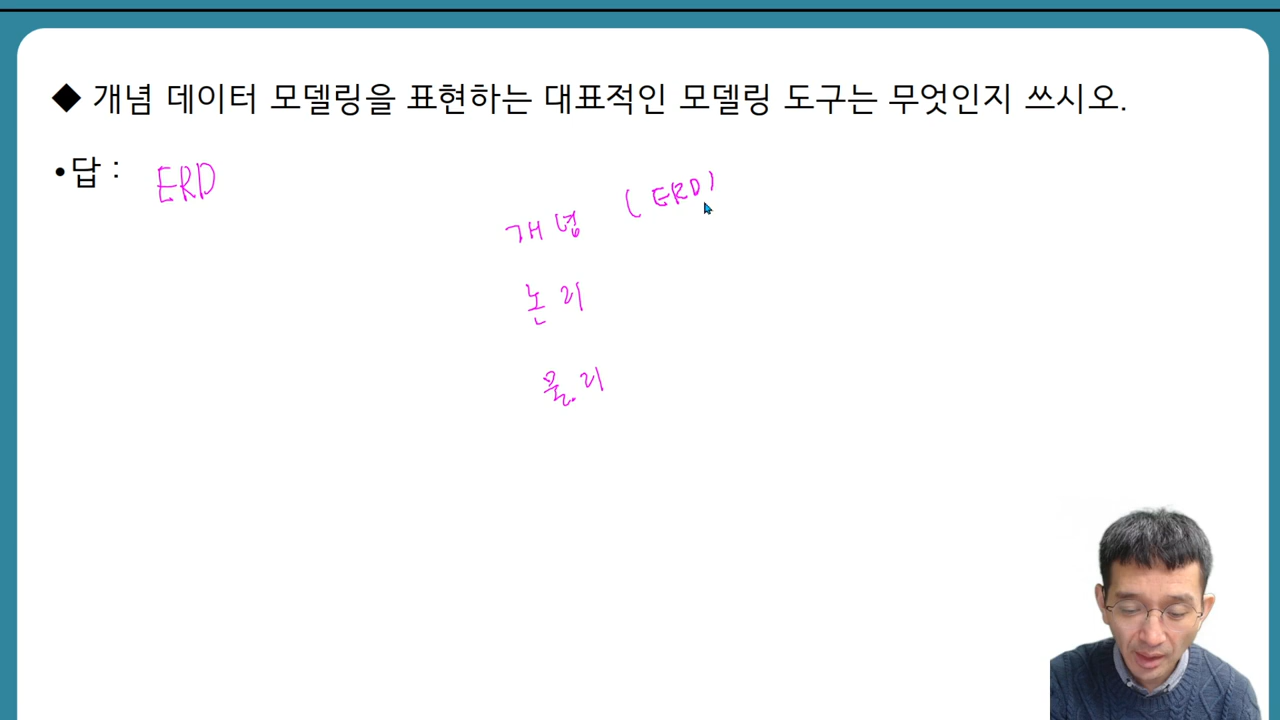 ◆ 개념 데이터 모델링을 표현하는 대표적인 모델링 도구는 무엇인지 쓰시오.
•답 : ERD
개념 (ERD)
논리
물리